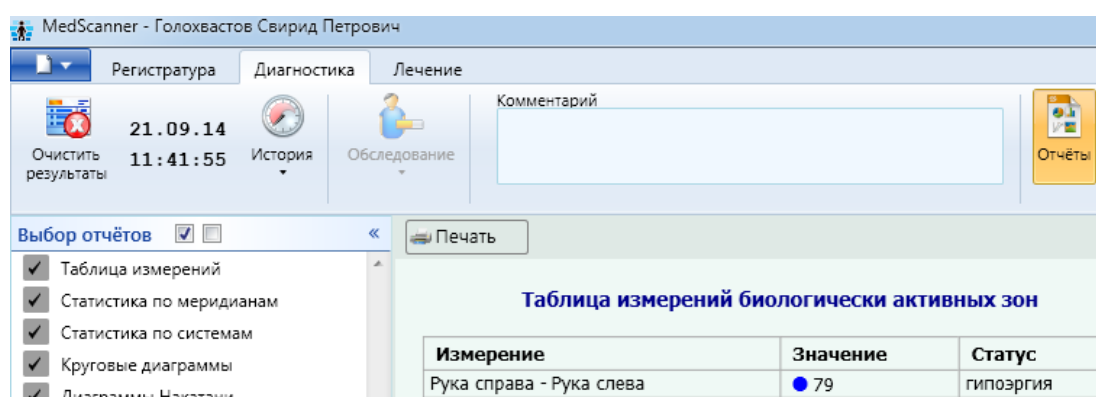 MedScanner - Голохвастов Свирид Петрович
Регистратура Диагностика Лечение
Очистить результаты
21.09.14
11:41:55
История
Обследование
Комментарий
Отчёты
Выбор отчётов
Таблица измерений
Статистика по меридианам
Статистика по системам
Круговые диаграммы
Диаграммы Накатани
Печать
Таблица измерений биологически активных зон
Измерение Значение Статус
Рука справа - Рука слева 79 гипоэргия